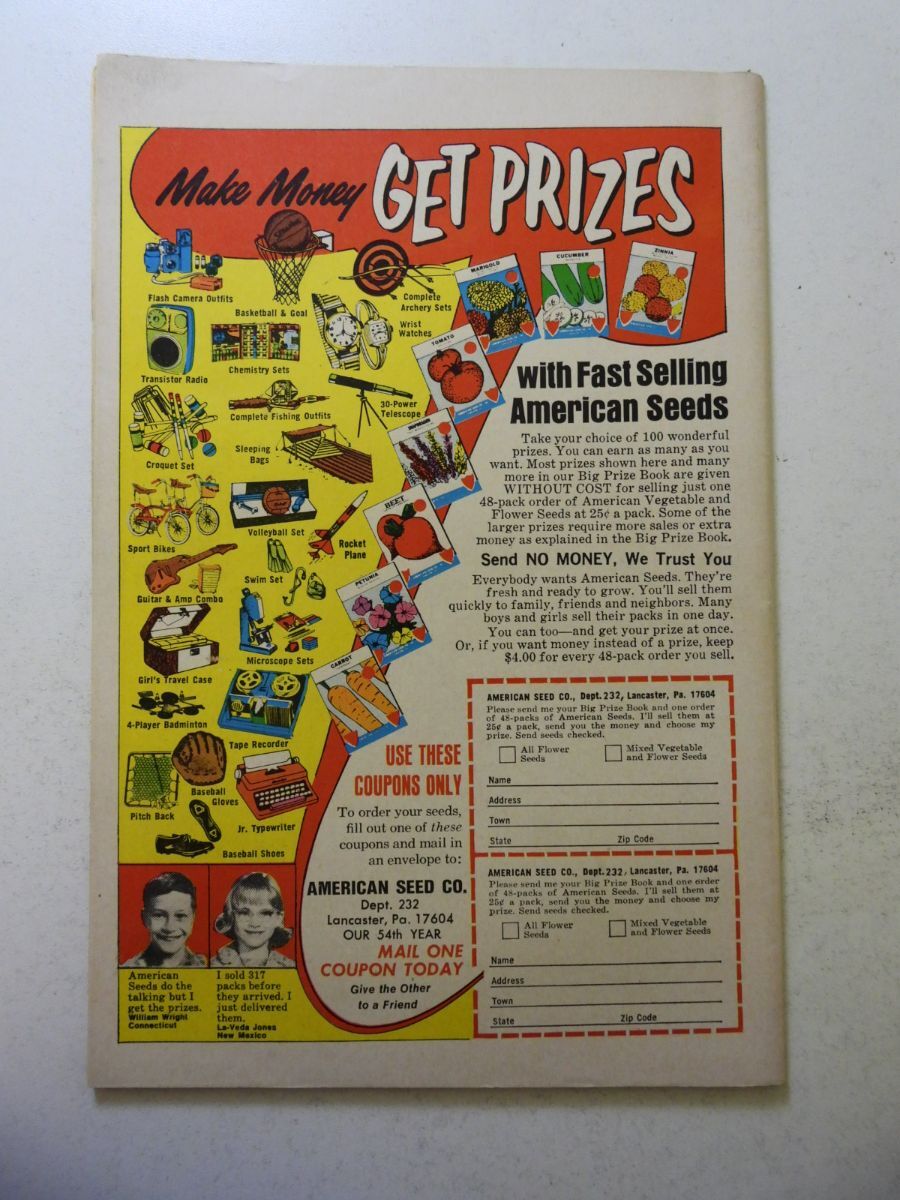 Make Money GET PRIZES
Flash Camera Outfits
Basketball & Goal
Complete
Archery Sets
Wrist
Watches
Transistor Radio
Chemistry Sets
30-Power
Telescope
Complete Fishing Outfits
Croquet Set
Sleeping
Bags
Sport Bikes
Volleyball Set
Rocket
Plane
Swim Set
Guitar & Amp Combo
Girl's Travel Case
Microscope Sets
4-Player Badminton
Tape Recorder
Pitch Back
Baseball
Gloves
Jr. Typewriter
Baseball Shoes
MARIGOLD
CUCUMBER
ZINNIA
TOMATO
BEET
PETUNIA
CARROT
with Fast Selling
American Seeds
Take your choice of 100 wonderful
prizes. You can earn as many as you
want. Most prizes shown here and many
more in our Big Prize Book are given
WITHOUT COST for selling just one
48-pack order of American Vegetable and
Flower Seeds at 25¢ a pack. Some of the
larger prizes require more sales or extra
money as explained in the Big Prize Book.
Send NO MONEY, We Trust You
Everybody wants American Seeds. They're
fresh and ready to grow. You'll sell them
quickly to family, friends and neighbors. Many
boys and girls sell their packs in one day.
You can too—and get your prize at once.
Or, if you want money instead of a prize, keep
$4.00 for every 48-pack order you sell.
USE THESE
COUPONS ONLY
To order your seeds,
fill out one of these
coupons and mail in
an envelope to:
AMERICAN SEED CO.
Dept. 232
Lancaster, Pa. 17604
OUR 54th YEAR
MAIL ONE
COUPON TODAY
Give the Other
to a Friend
American
Seeds do the
talking but I
get the prizes.
William Wright
Connecticut
I sold 317
packs before
they arrived. I
just delivered
them.
La-Veda Jones
New Mexico
AMERICAN SEED CO., Dept. 232, Lancaster, Pa. 17604
Please send me your Big Prize Book and one order
of 48-packs of American Seeds. I'll sell them at
25¢ a pack, send you the money and choose my
prize. Send seeds checked.
All Flower
Seeds
Mixed Vegetable
and Flower Seeds
Name
Address
Town
State Zip Code
AMERICAN SEED CO., Dept. 232, Lancaster, Pa. 17604
Please send me your Big Prize Book and one order
of 48-packs of American Seeds. I'll sell them at
25¢ a pack, send you the money and choose my
prize. Send seeds checked.
All Flower
Seeds
Mixed Vegetable
and Flower Seeds
Name
Address
Town
State Zip Code